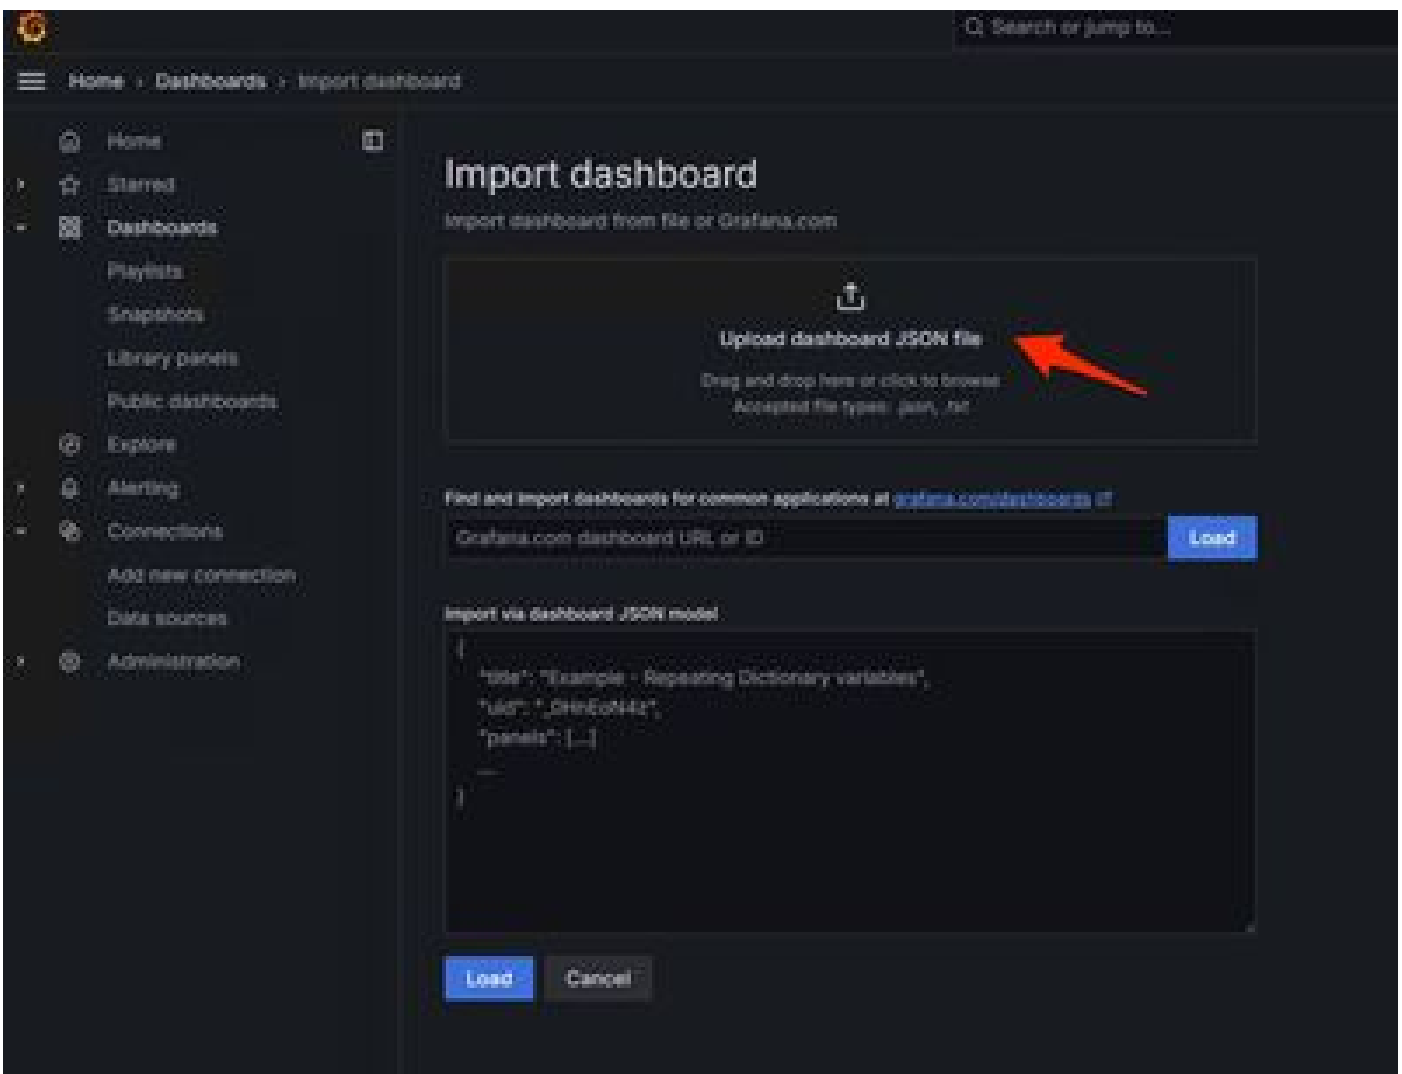 Search or jump to...
Home › Dashboards › Import dashboard
Home
Starred
Dashboards
Playlists
Snapshots
Library panels
Public dashboards
Explore
Alerting
Connections
Add new connection
Data sources
Administration
Import dashboard
Import dashboard from file or Grafana.com
Upload dashboard JSON file
Drag and drop here or click to browse
Accepted file types: .json, .txt
Find and import dashboards for common applications at grafana.com/dashboards
Grafana.com dashboard URL or ID
Load
Import via dashboard JSON model
{
"title": "Example - Repeating Dictionary variables",
"uid": "_0HnEoN4z",
"panels": [...]
...
}
Load
Cancel